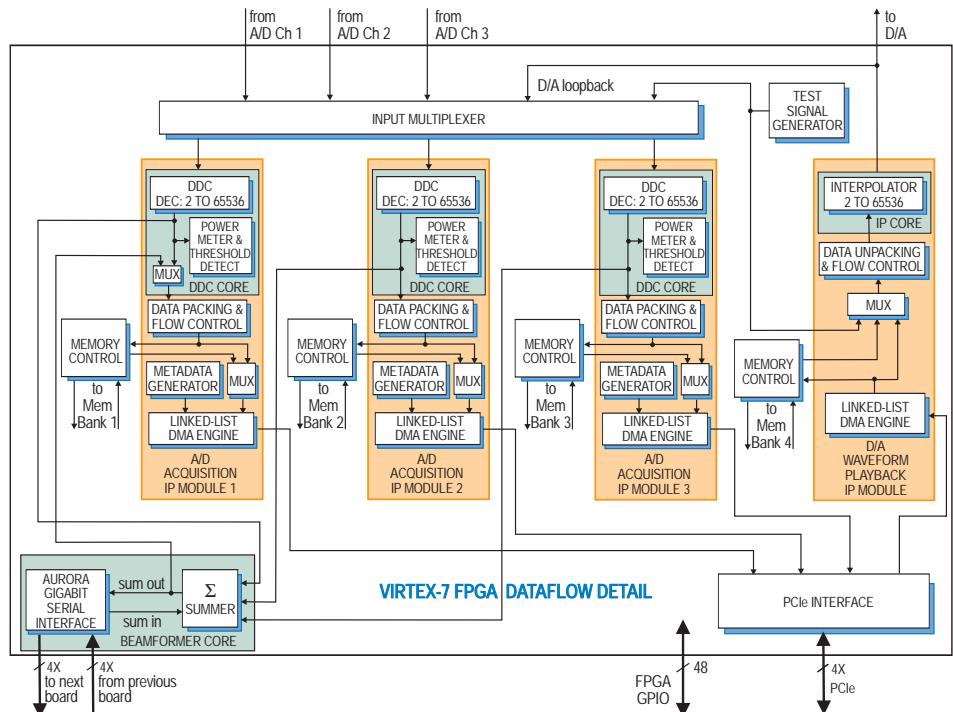 from
A/D Ch 1
from
A/D Ch 2
from
A/D Ch 3
to
D/A
D/A loopback
INPUT MULTIPLEXER
TEST
SIGNAL
GENERATOR
DDC
DEC: 2 TO 65536
POWER
METER &
THRESHOLD
DETECT
MUX
DDC CORE
DATA PACKING &
FLOW CONTROL
MEMORY
CONTROL
METADATA
GENERATOR
MUX
to
Mem
Bank 1
LINKED-LIST
DMA ENGINE
A/D
ACQUISITION
IP MODULE 1
DDC
DEC: 2 TO 65536
POWER
METER &
THRESHOLD
DETECT
DDC CORE
DATA PACKING &
FLOW CONTROL
MEMORY
CONTROL
METADATA
GENERATOR
MUX
to
Mem
Bank 2
LINKED-LIST
DMA ENGINE
A/D
ACQUISITION
IP MODULE 2
DDC
DEC: 2 TO 65536
POWER
METER &
THRESHOLD
DETECT
DDC CORE
DATA PACKING &
FLOW CONTROL
MEMORY
CONTROL
METADATA
GENERATOR
MUX
to
Mem
Bank 3
LINKED-LIST
DMA ENGINE
A/D
ACQUISITION
IP MODULE 3
INTERPOLATOR
2 TO 65536
IP CORE
DATA UNPACKING
& FLOW CONTROL
MUX
MEMORY
CONTROL
to
Mem
Bank 4
LINKED-LIST
DMA ENGINE
D/A
WAVEFORM
PLAYBACK
IP MODULE
AURORA
GIGABIT
SERIAL
INTERFACE
sum out
sum in
Σ
SUMMER
BEAMFORMER CORE
VIRTEX-7 FPGA DATAFLOW DETAIL
PCIe INTERFACE
4X
to next
board
4X
from previous
board
48
FPGA
GPIO
4X
PCIe